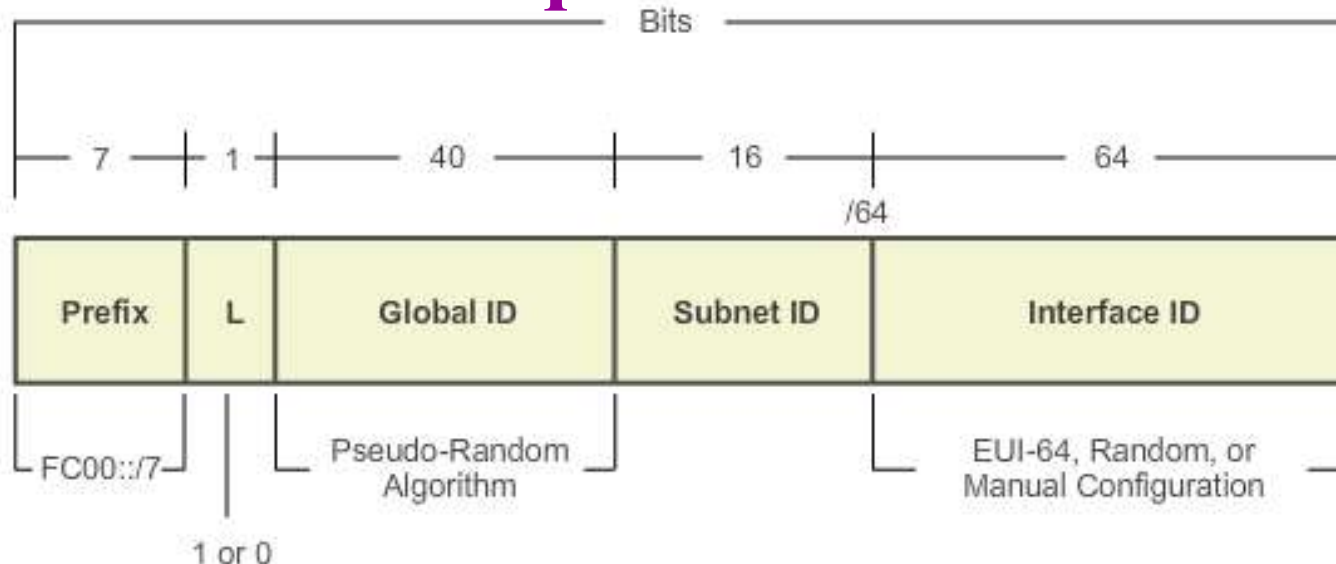 Bits
7 1 40 16 64
/64
Prefix L Global ID Subnet ID Interface ID
FC00::/7
Pseudo-Random
Algorithm
EUI-64, Random, or
Manual Configuration
1 or 0